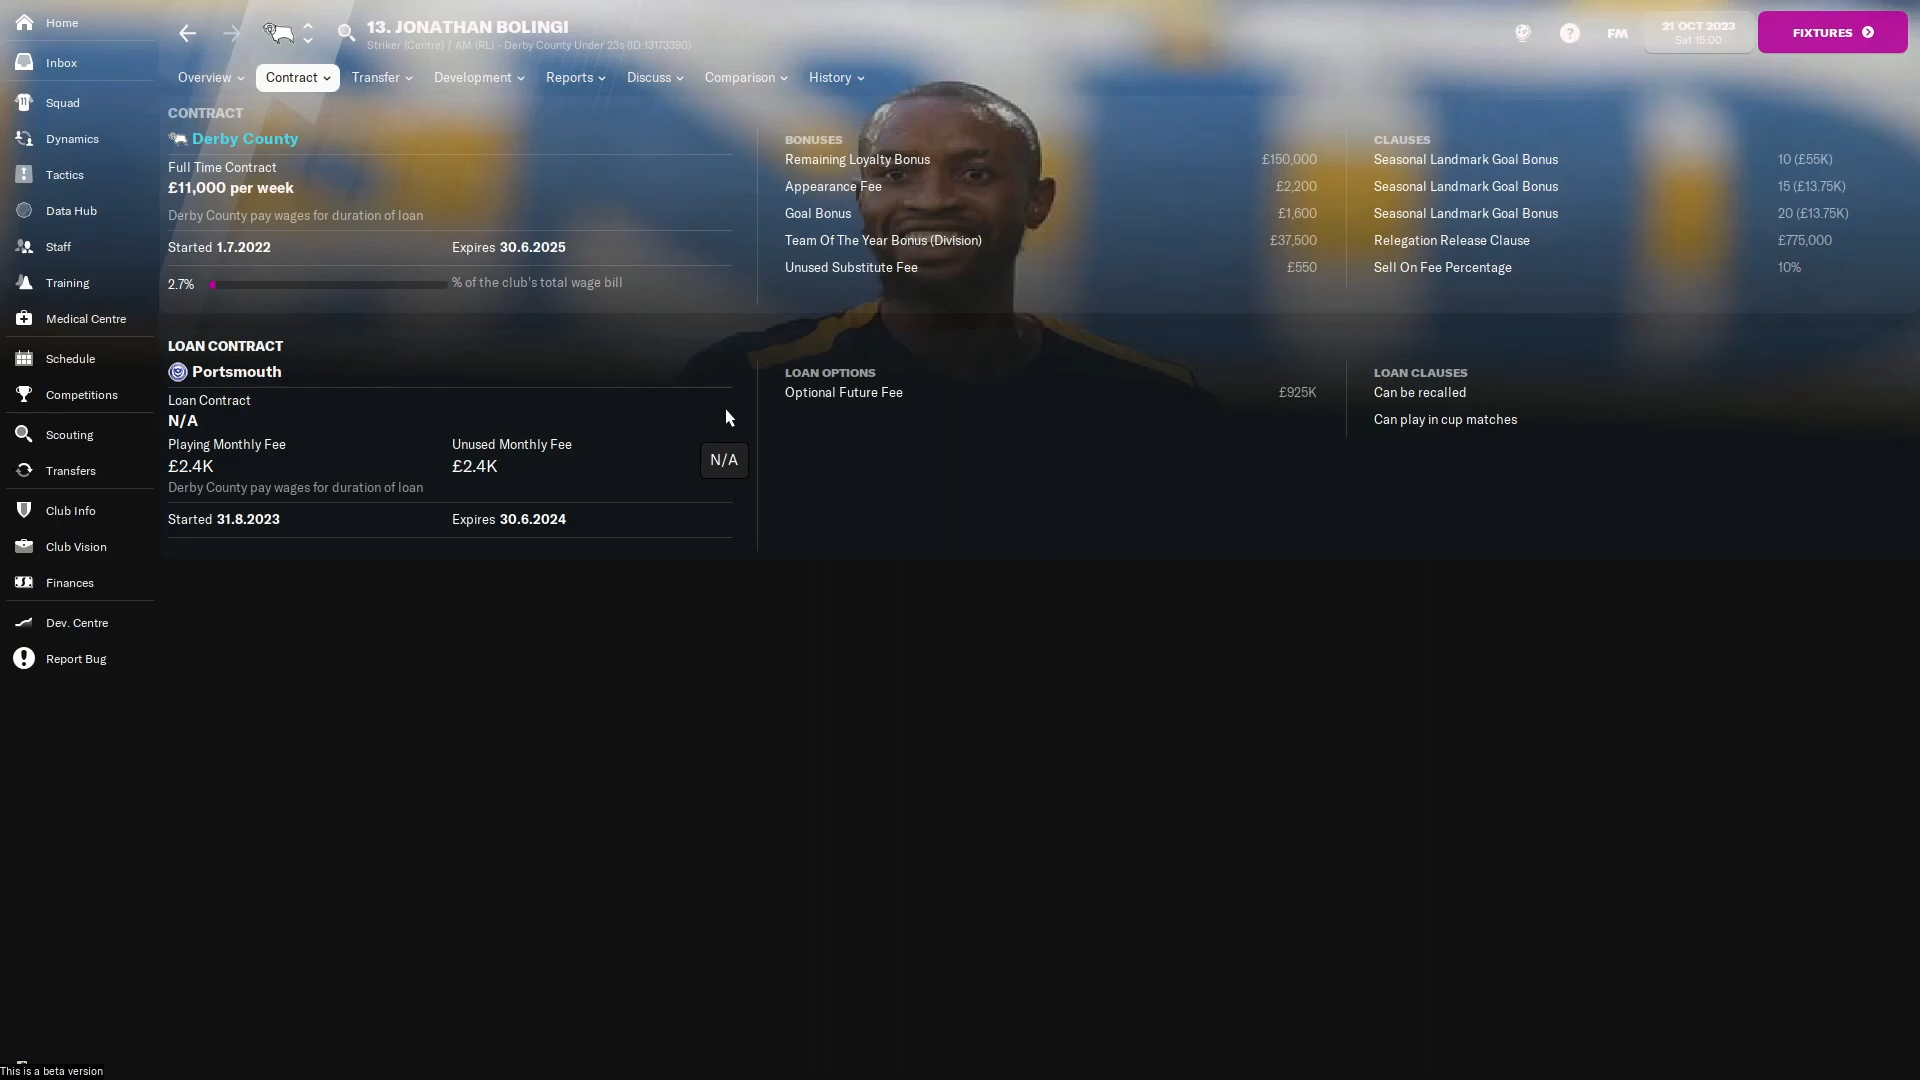 Home
Inbox
Squad
Dynamics
Tactics
Data Hub
Staff
Training
Medical Centre
Schedule
Competitions
Scouting
Transfers
Club Info
Club Vision
Finances
Dev. Centre
Report Bug
This is a beta version
13. JONATHAN BOLINGI
Striker (Centre) / AM (RL) - Derby County Under 23s (ID:13173390)
? FM
21 OCT 2023
Sat 15:00
FIXTURES
Overview Contract Transfer Development Reports Discuss Comparison History
CONTRACT
Derby County
Full Time Contract
£11,000 per week
Derby County pay wages for duration of loan
Started 1.7.2022 Expires 30.6.2025
2.7% % of the club's total wage bill
BONUSES
Remaining Loyalty Bonus £150,000
Appearance Fee £2,200
Goal Bonus £1,600
Team Of The Year Bonus (Division) £37,500
Unused Substitute Fee £550
CLAUSES
Seasonal Landmark Goal Bonus 10 (£55K)
Seasonal Landmark Goal Bonus 15 (£13.75K)
Seasonal Landmark Goal Bonus 20 (£13.75K)
Relegation Release Clause £775,000
Sell On Fee Percentage 10%
LOAN CONTRACT
Portsmouth
Loan Contract
N/A
Playing Monthly Fee Unused Monthly Fee
£2.4K £2.4K
N/A
Derby County pay wages for duration of loan
Started 31.8.2023 Expires 30.6.2024
LOAN OPTIONS
Optional Future Fee £925K
LOAN CLAUSES
Can be recalled
Can play in cup matches